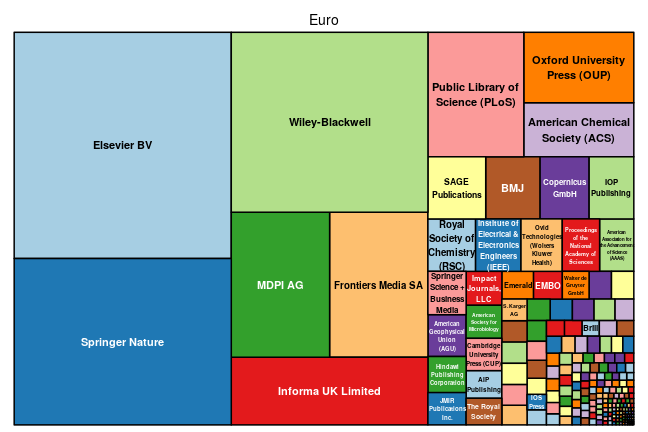 Euro
Elsevier BV
Springer Nature
Wiley-Blackwell
MDPI AG
Frontiers Media SA
Informa UK Limited
Public Library of
Science (PLoS)
Oxford University
Press (OUP)
American Chemical
Society (ACS)
SAGE
Publications
BMJ
Copernicus
GmbH
IOP
Publishing
Royal
Society of
Chemistry
(RSC)
Institute of
Electrical &
Electronics
Engineers
(IEEE)
Ovid
Technologies
(Wolters
Kluwer
Health)
Proceedings
of the
National
Academy of
Sciences
American
Association for
the Advancement
of Science
(AAAS)
Springer
Science +
Business
Media
Impact
Journals,
LLC
Emerald
EMBO
Walter de
Gruyter
GmbH
American
Geophysical
Union
(AGU)
American
Society for
Microbiology
S. Karger
AG
Brill
Hindawi
Publishing
Corporation
Cambridge
University
Press (CUP)
JMIR
Publications
Inc.
AIP
Publishing
The Royal
Society
IOS
Press